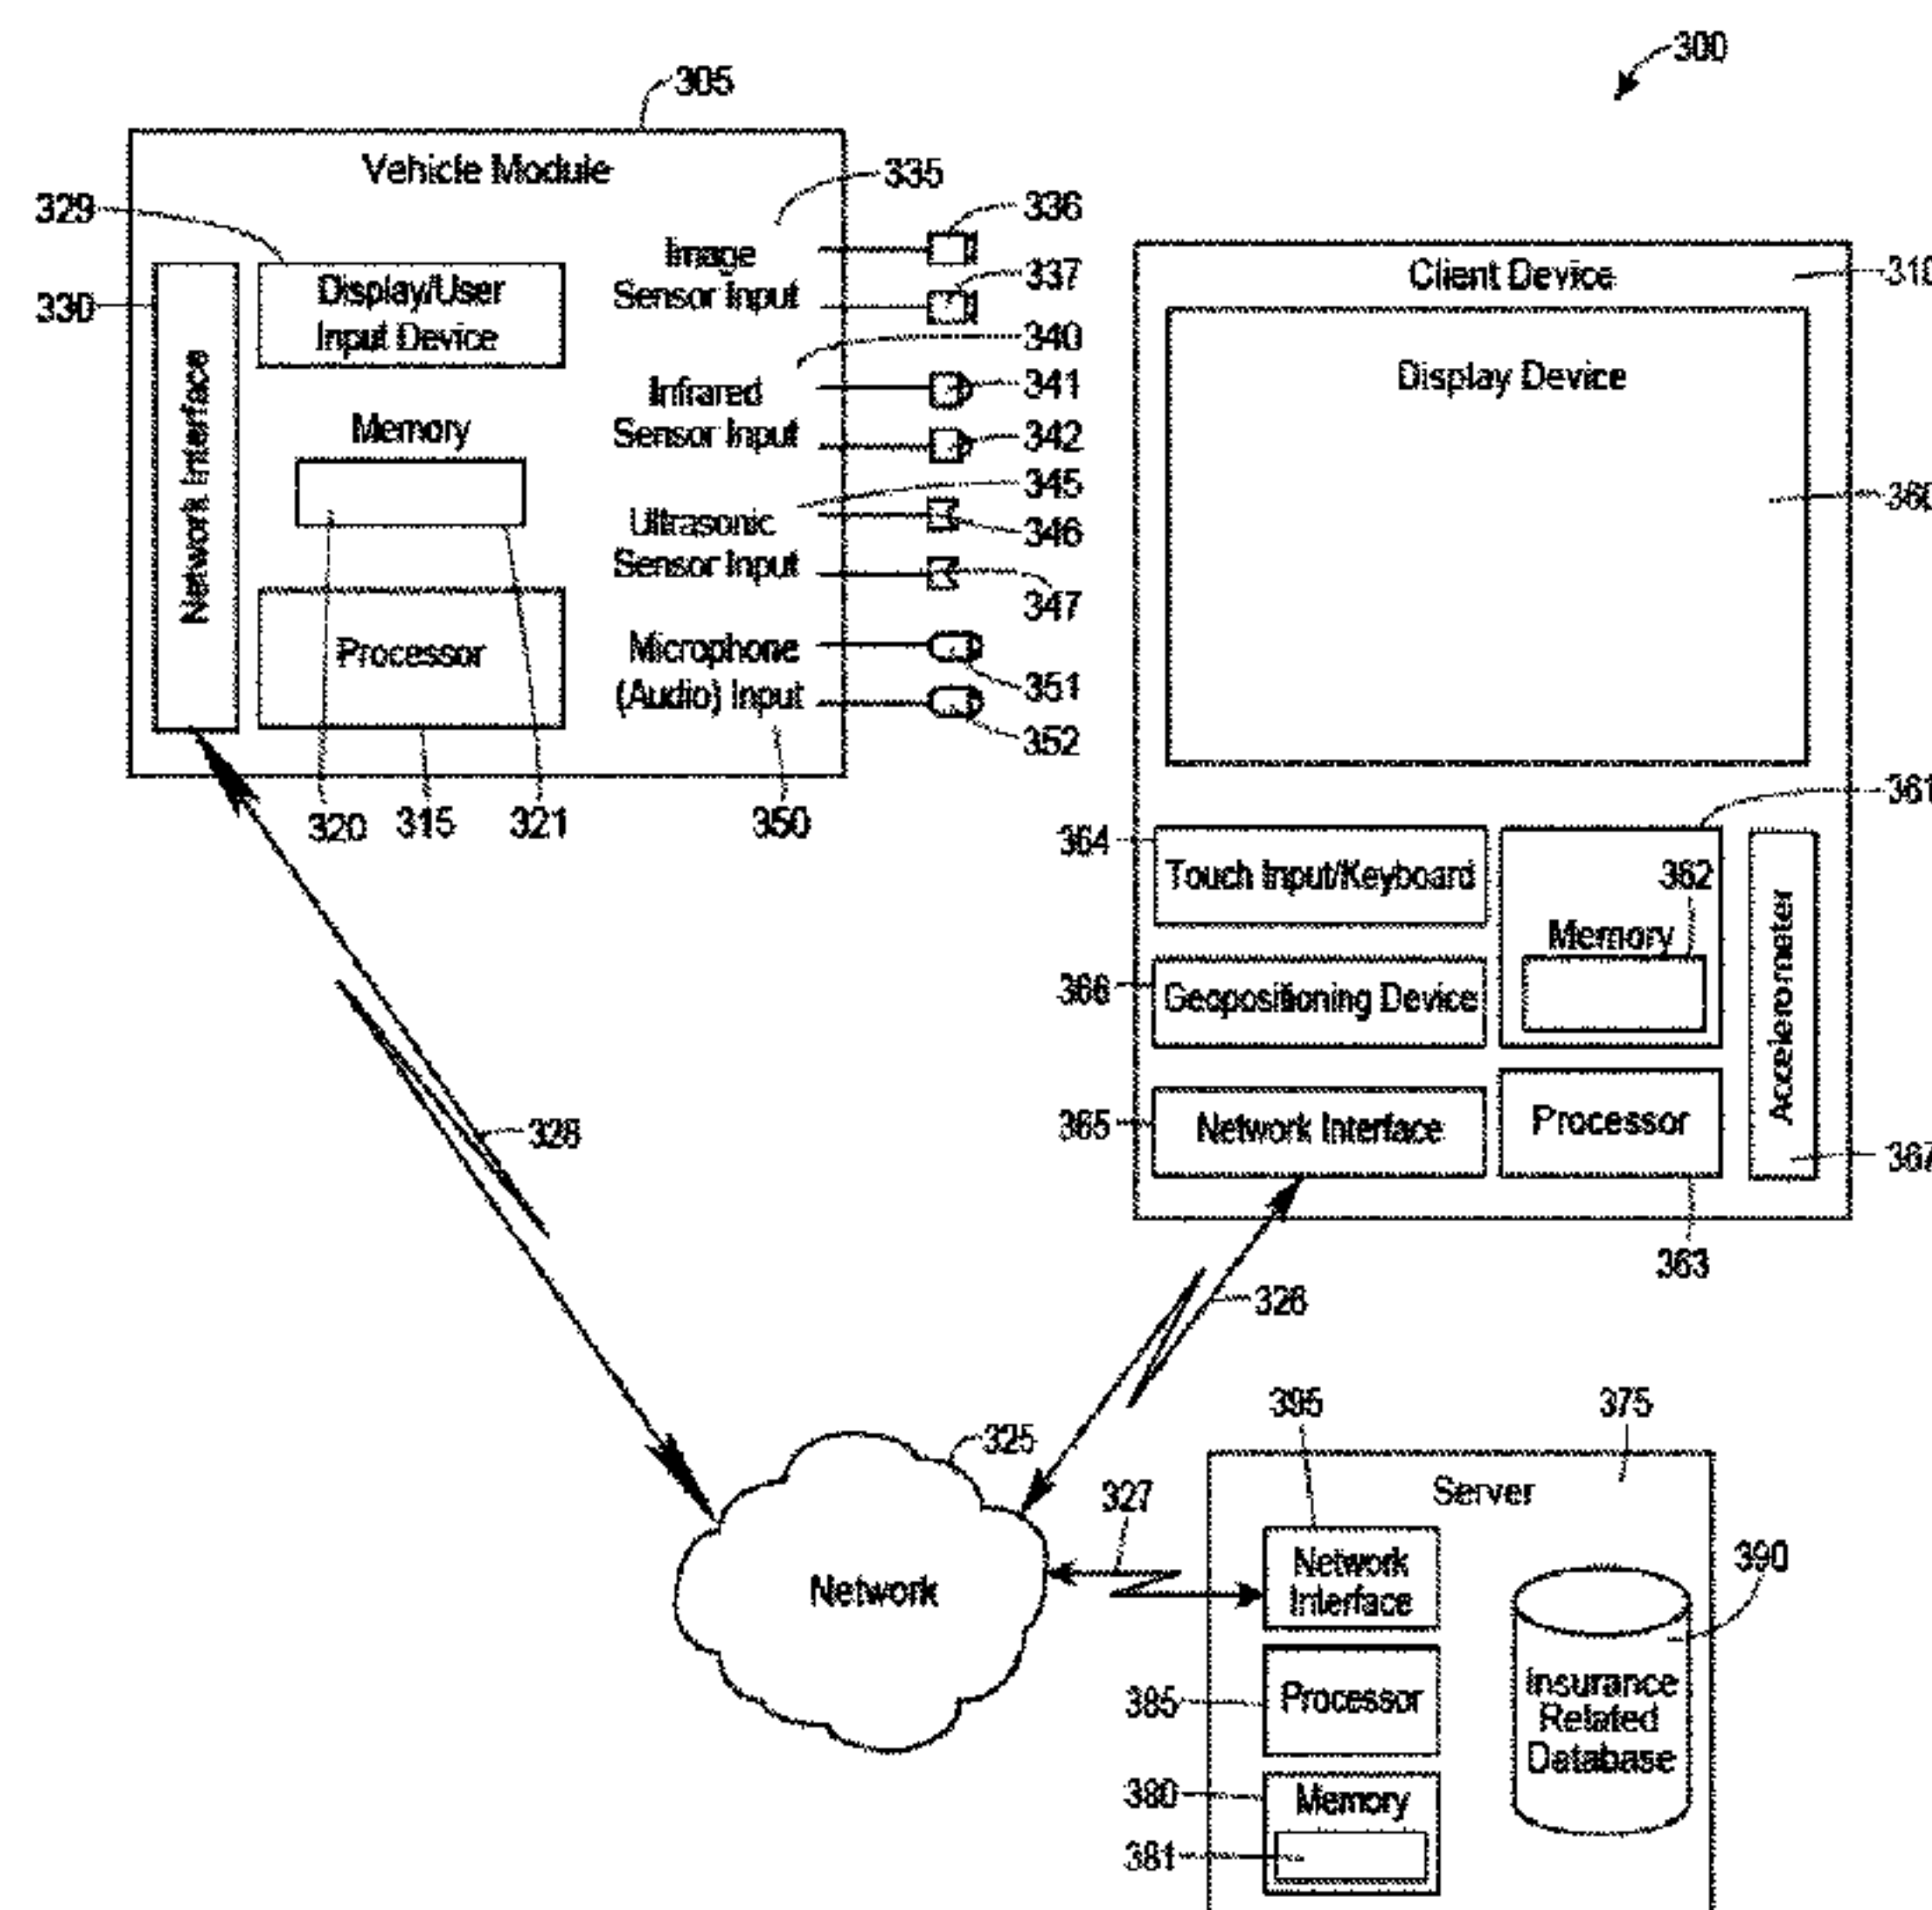 300
305
Vehicle Module
335
329
336
Image
Sensor Input
337
330
Display/User
Input Device
340
Network Interface
Infrared
Sensor Input
341
342
Memory
345
Ultrasonic
Sensor Input
346
347
Processor
Microphone
(Audio) Input
351
352
320
315
321
350
Client Device
310
Display Device
360
361
364
Touch Input/Keyboard
362
Memory
Accelerometer
366
Geopositioning Device
365
Network Interface
Processor
367
363
328
326
325
Network
327
395
375
Server
Network
Interface
390
385
Processor
Insurance
Related
Database
380
Memory
381